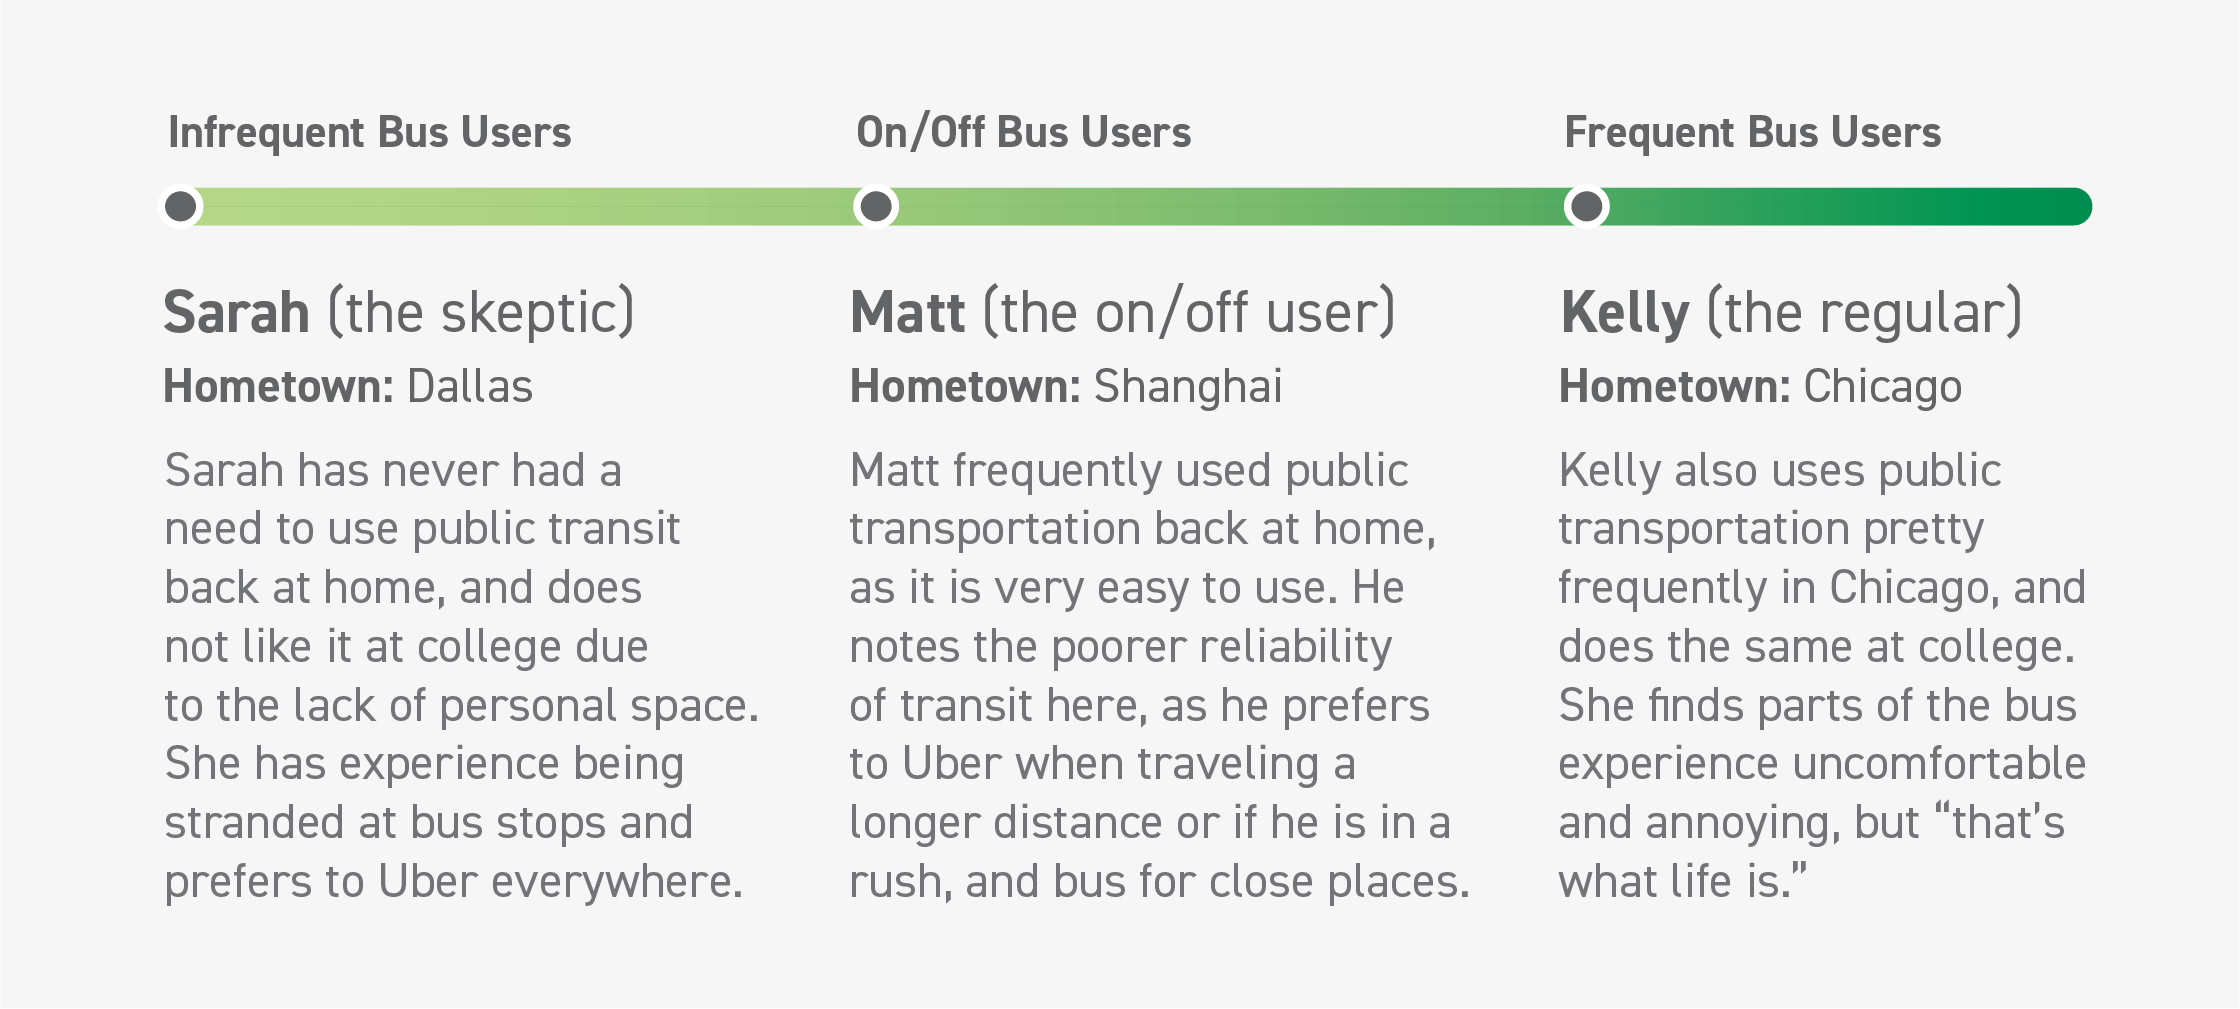 Infrequent Bus Users
On/Off Bus Users
Frequent Bus Users
Sarah (the skeptic)
Hometown: Dallas
Sarah has never had a
need to use public transit
back at home, and does
not like it at college due
to the lack of personal space.
She has experience being
stranded at bus stops and
prefers to Uber everywhere.
Matt (the on/off user)
Hometown: Shanghai
Matt frequently used public
transportation back at home,
as it is very easy to use. He
notes the poorer reliability
of transit here, as he prefers
to Uber when traveling a
longer distance or if he is in a
rush, and bus for close places.
Kelly (the regular)
Hometown: Chicago
Kelly also uses public
transportation pretty
frequently in Chicago, and
does the same at college.
She finds parts of the bus
experience uncomfortable
and annoying, but “that’s
what life is.”